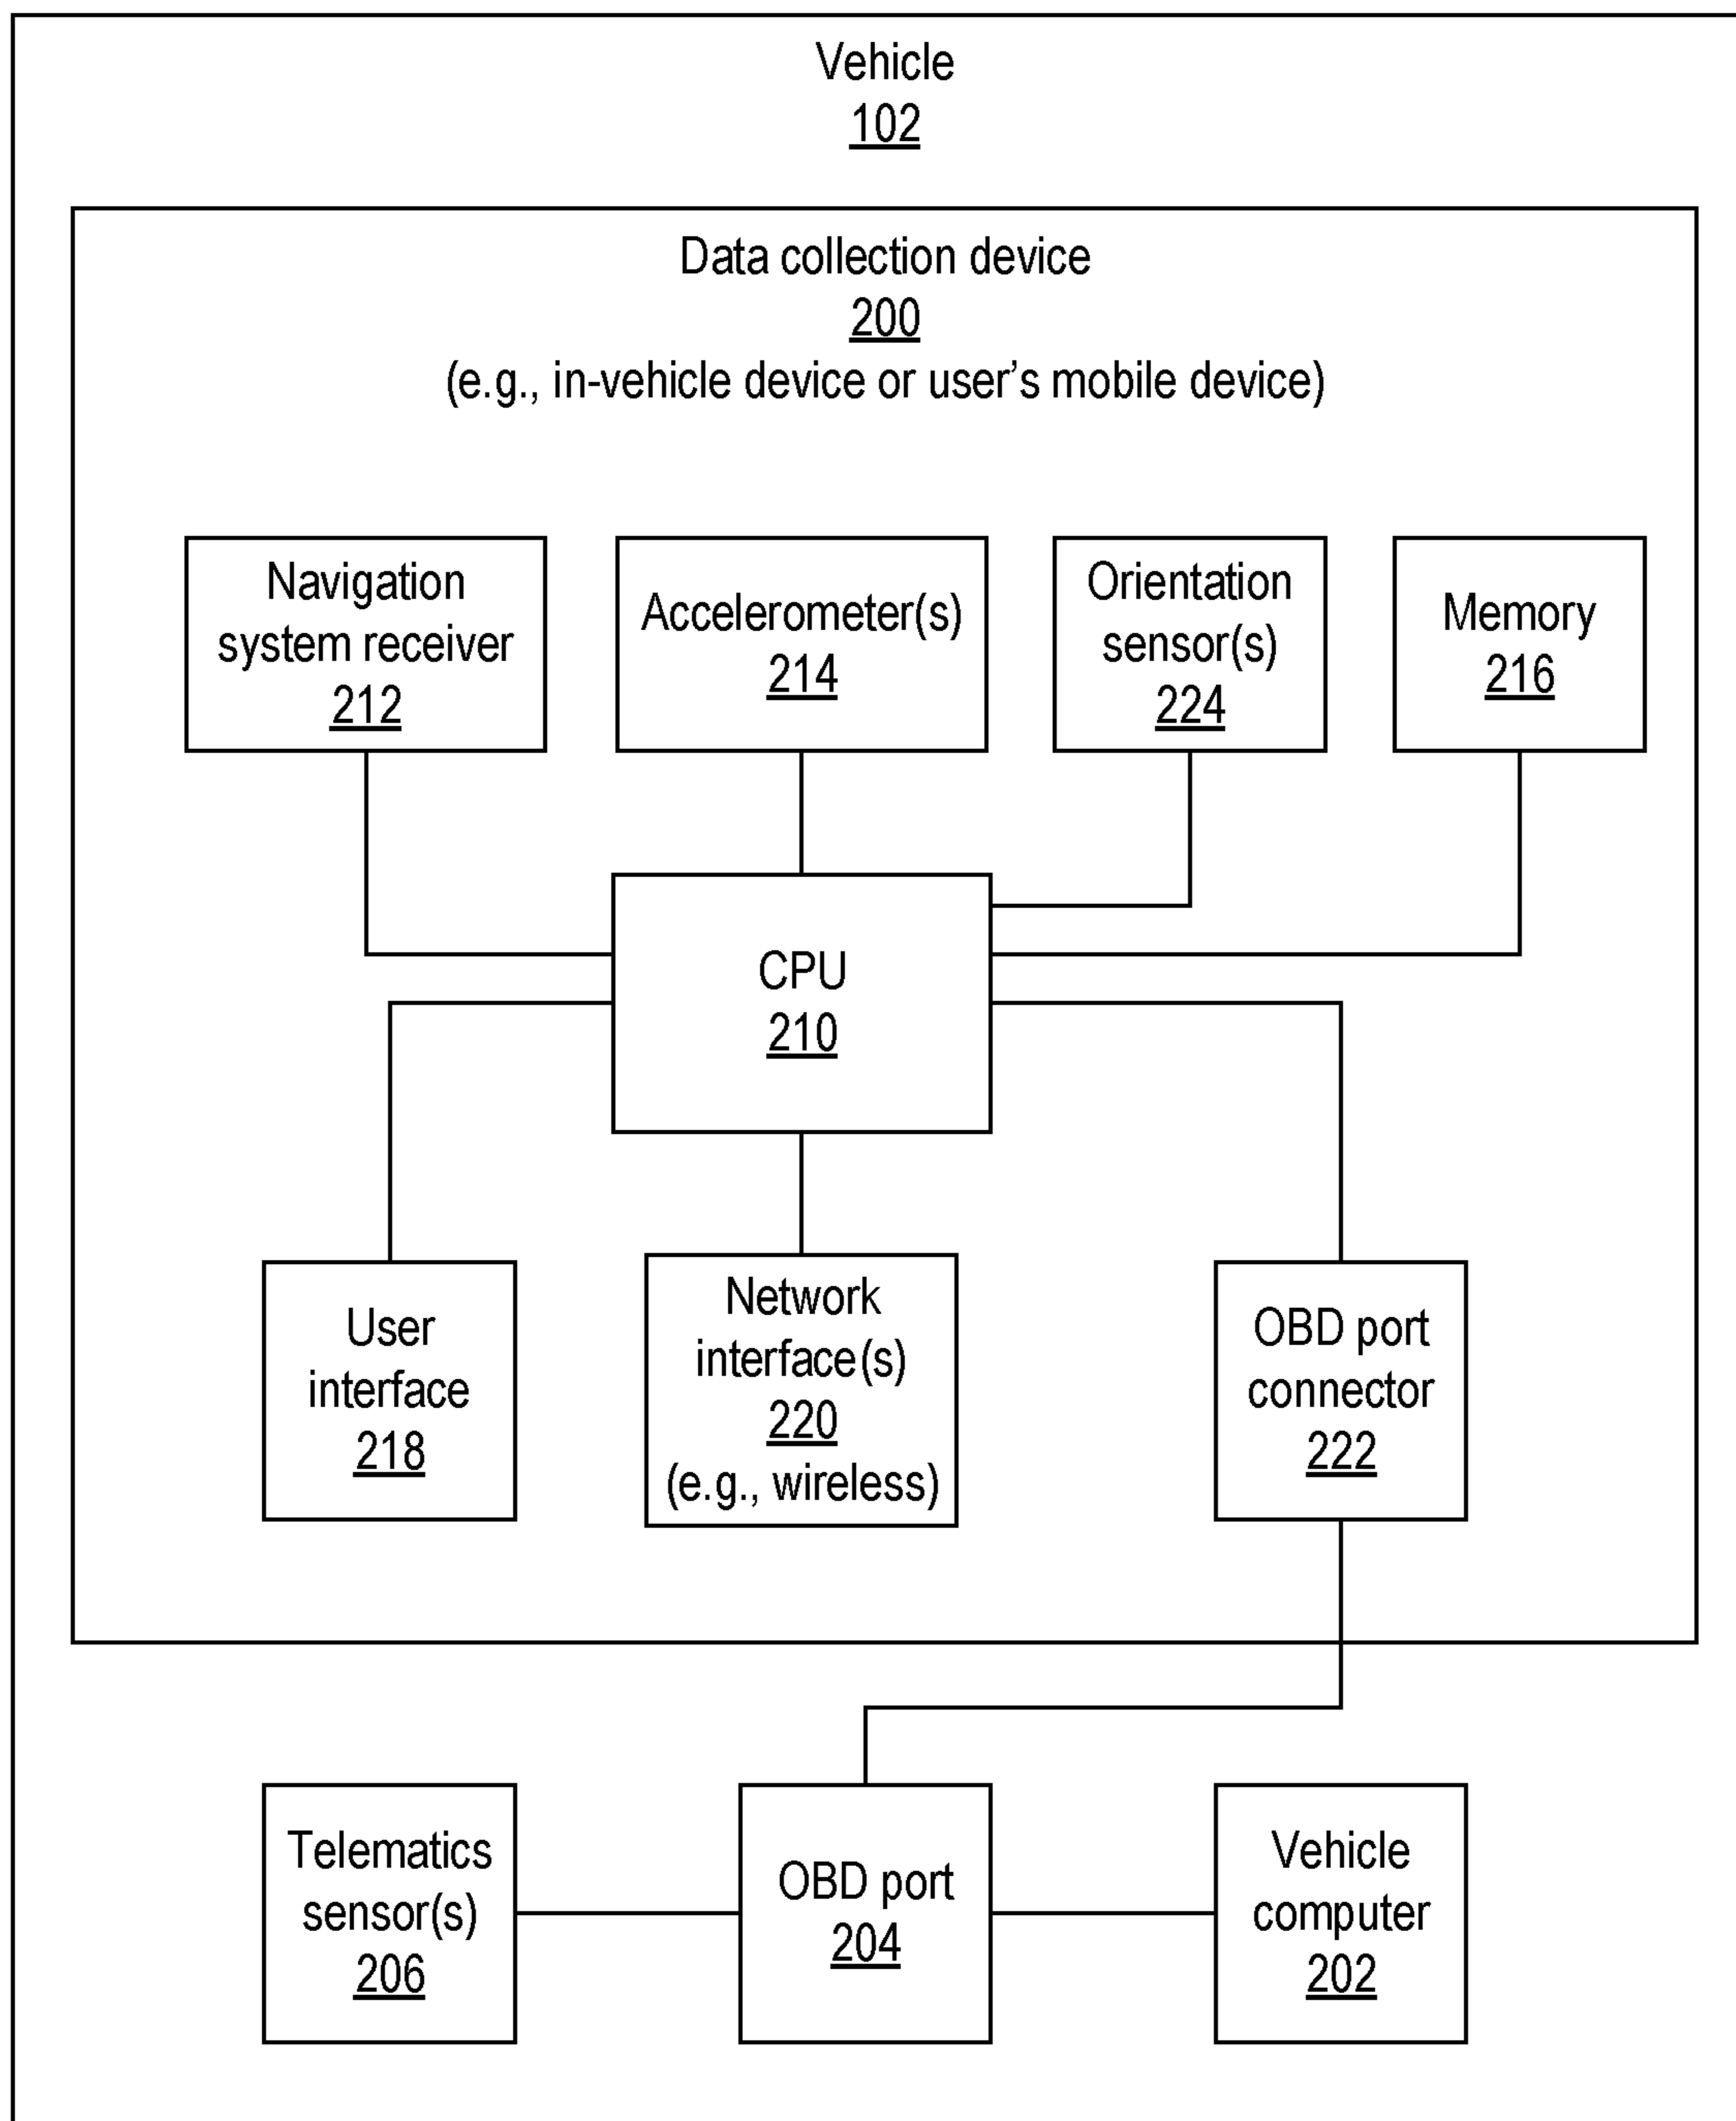 Vehicle
102
Data collection device
200
(e.g., in-vehicle device or user’s mobile device)
Navigation
system receiver
212
Accelerometer(s)
214
Orientation
sensor(s)
224
Memory
216
CPU
210
User
interface
218
Network
interface(s)
220
(e.g., wireless)
OBD port
connector
222
Telematics
sensor(s)
206
OBD port
204
Vehicle
computer
202